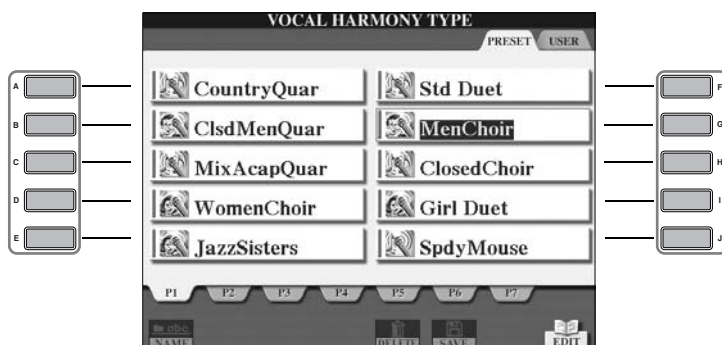 VOCAL HARMONY TYPE
PRESET USER
A CountryQuar Std Duet F
B ClsdMenQuar MenChoir G
C MixAcapQuar ClosedChoir H
D WomenChoir Girl Duet I
E JazzSisters SpdyMouse J
P1 P2 P3 P4 P5 P6 P7
abc
NAME DELETE SAVE EDIT